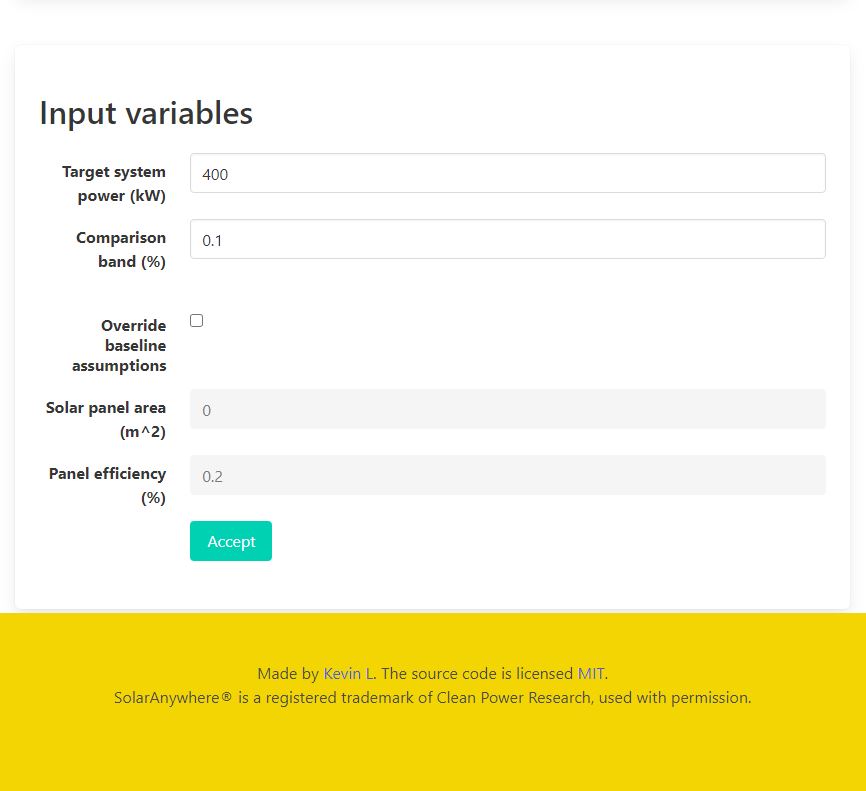 Input variables
Target system
power (kW)
400
Comparison
band (%)
0.1
Override
baseline
assumptions
Solar panel area
(m^2)
0
Panel efficiency
(%)
0.2
Accept
Made by Kevin L. The source code is licensed MIT.
SolarAnywhere® is a registered trademark of Clean Power Research, used with permission.